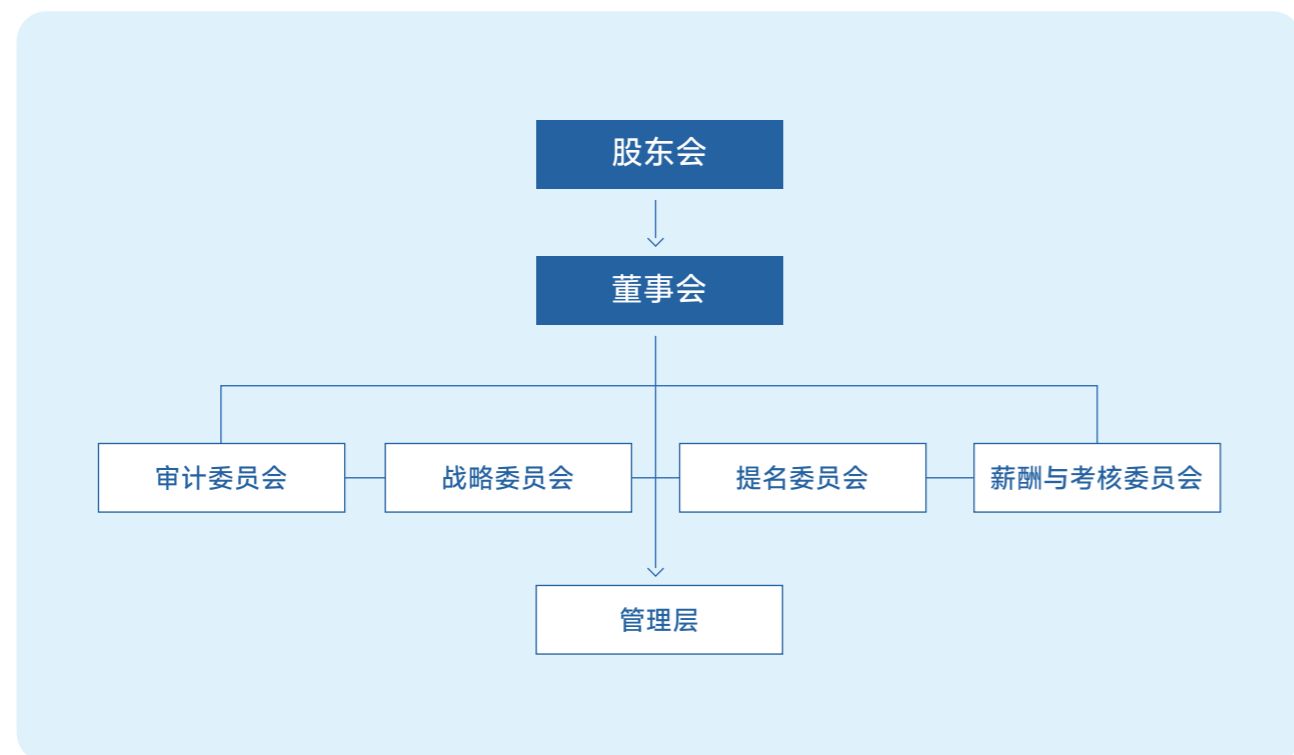 股东会
董事会
审计委员会
战略委员会
提名委员会
薪酬与考核委员会
管理层